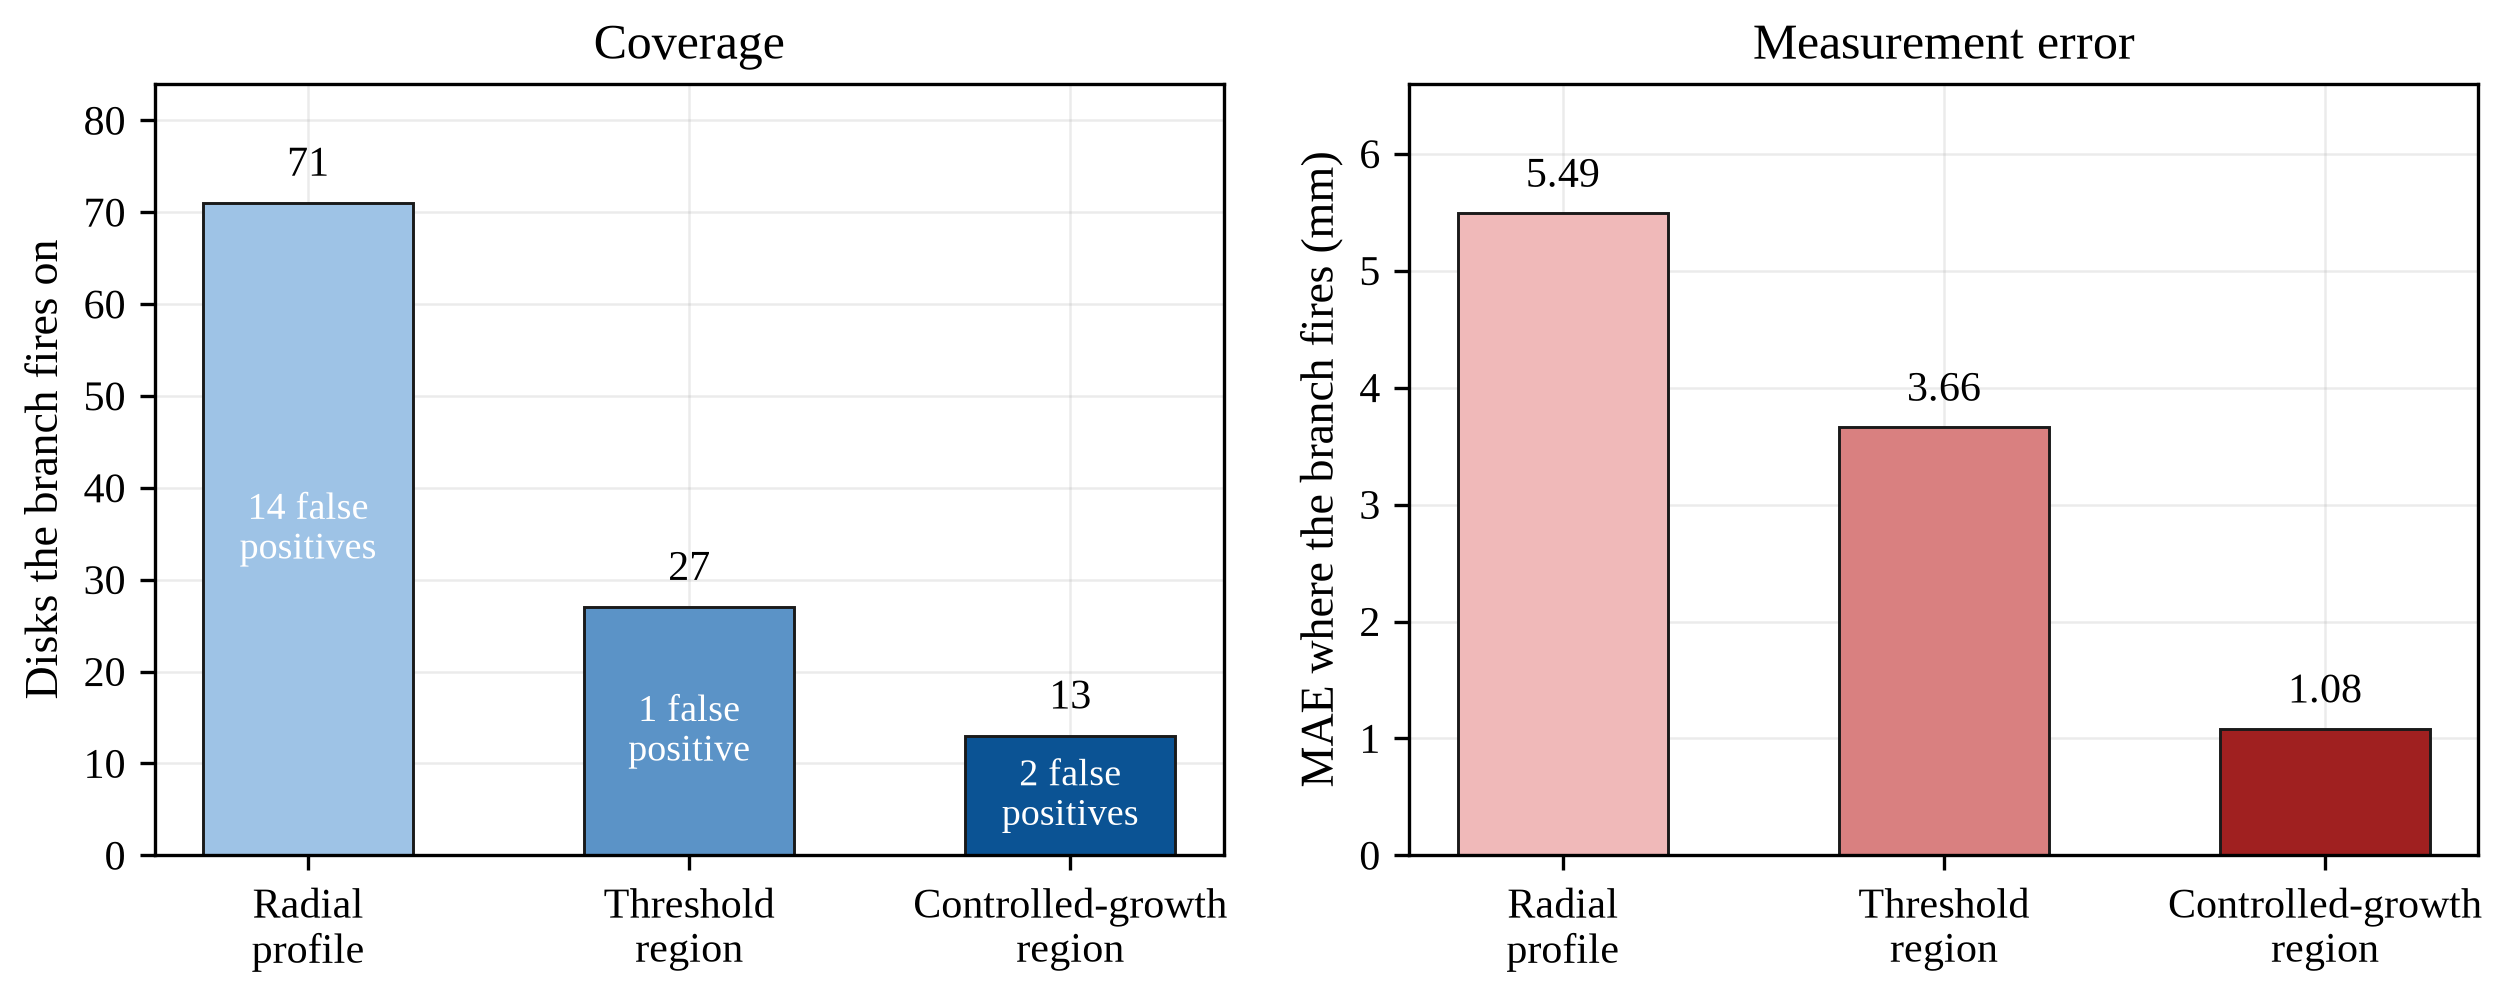 Coverage
Disks the branch fires on
80
70
60
50
40
30
20
10
0
71
14 false
positives
27
1 false
positive
13
2 false
positives
Radial
profile
Threshold
region
Controlled-growth
region
Measurement error
MAE where the branch fires (mm)
6
5
4
3
2
1
0
5.49
3.66
1.08
Radial
profile
Threshold
region
Controlled-growth
region